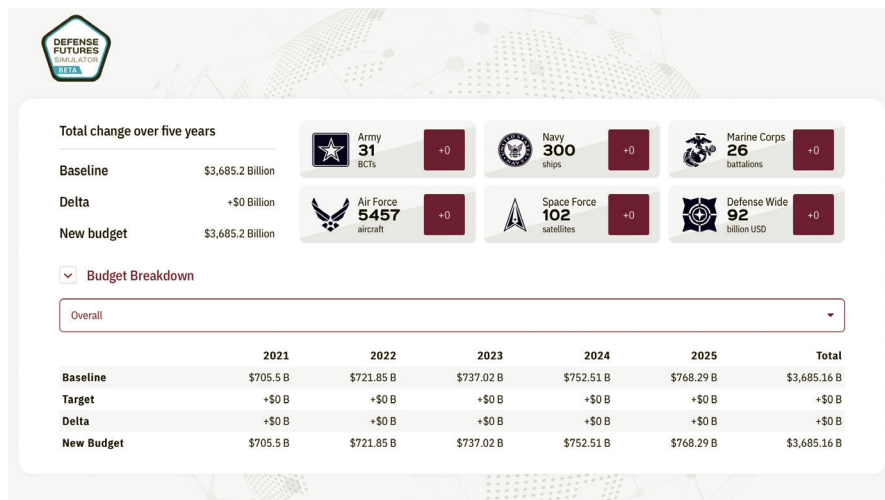 DEFENSE
FUTURES
SIMULATOR
BETA
Total change over five years
Baseline $3,685.2 Billion
Delta +$0 Billion
New budget $3,685.2 Billion
Army
31
BCTs
+0
Navy
300
ships
+0
Marine Corps
26
battalions
+0
Air Force
5457
aircraft
+0
Space Force
102
satellites
+0
Defense Wide
92
billion USD
+0
Budget Breakdown
Overall
2021 2022 2023 2024 2025 Total
Baseline $705.5 B $721.85 B $737.02 B $752.51 B $768.29 B $3,685.16 B
Target +$0 B +$0 B +$0 B +$0 B +$0 B +$0 B
Delta +$0 B +$0 B +$0 B +$0 B +$0 B +$0 B
New Budget $705.5 B $721.85 B $737.02 B $752.51 B $768.29 B $3,685.16 B